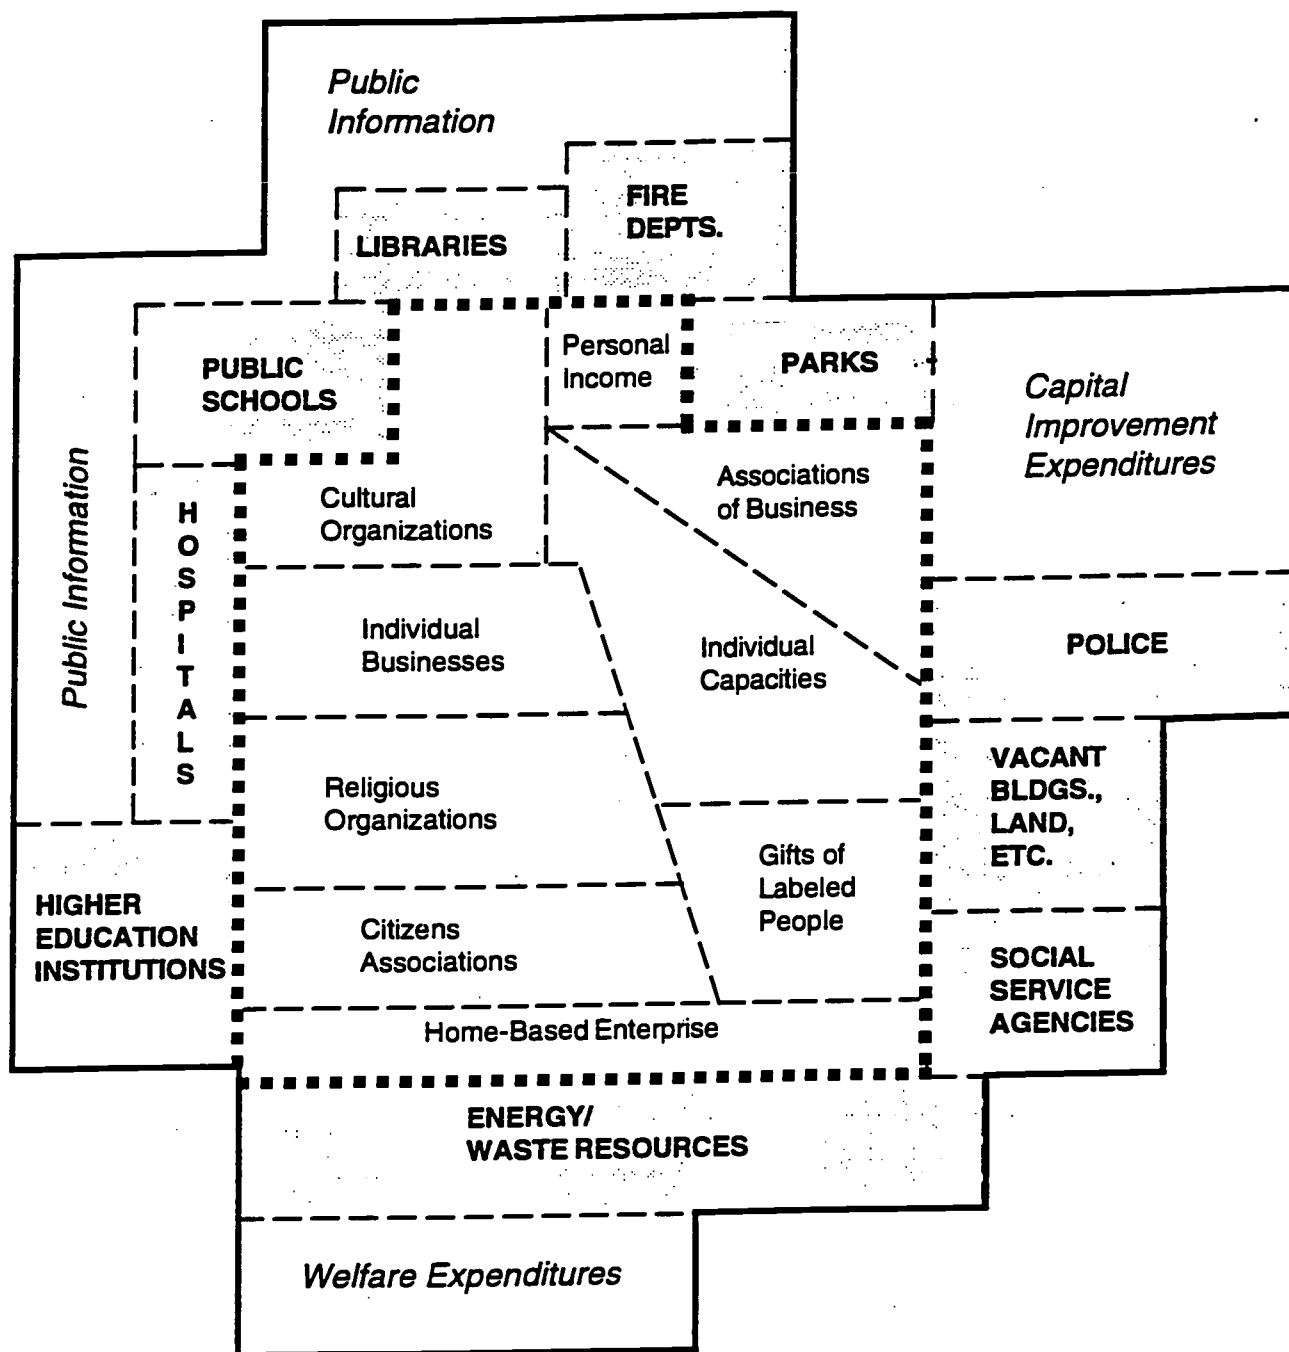 Public
Information
FIRE
DEPTS.
LIBRARIES
Personal
Income
PUBLIC
SCHOOLS
PARKS
Capital
Improvement
Expenditures
Public Information
HOSPITALS
Cultural
Organizations
Associations
of Business
Individual
Businesses
Individual
Capacities
POLICE
Religious
Organizations
VACANT
BLDGS.,
LAND,
ETC.
Gifts of
Labeled
People
HIGHER
EDUCATION
INSTITUTIONS
Citizens
Associations
SOCIAL
SERVICE
AGENCIES
Home-Based Enterprise
ENERGY/
WASTE RESOURCES
Welfare Expenditures